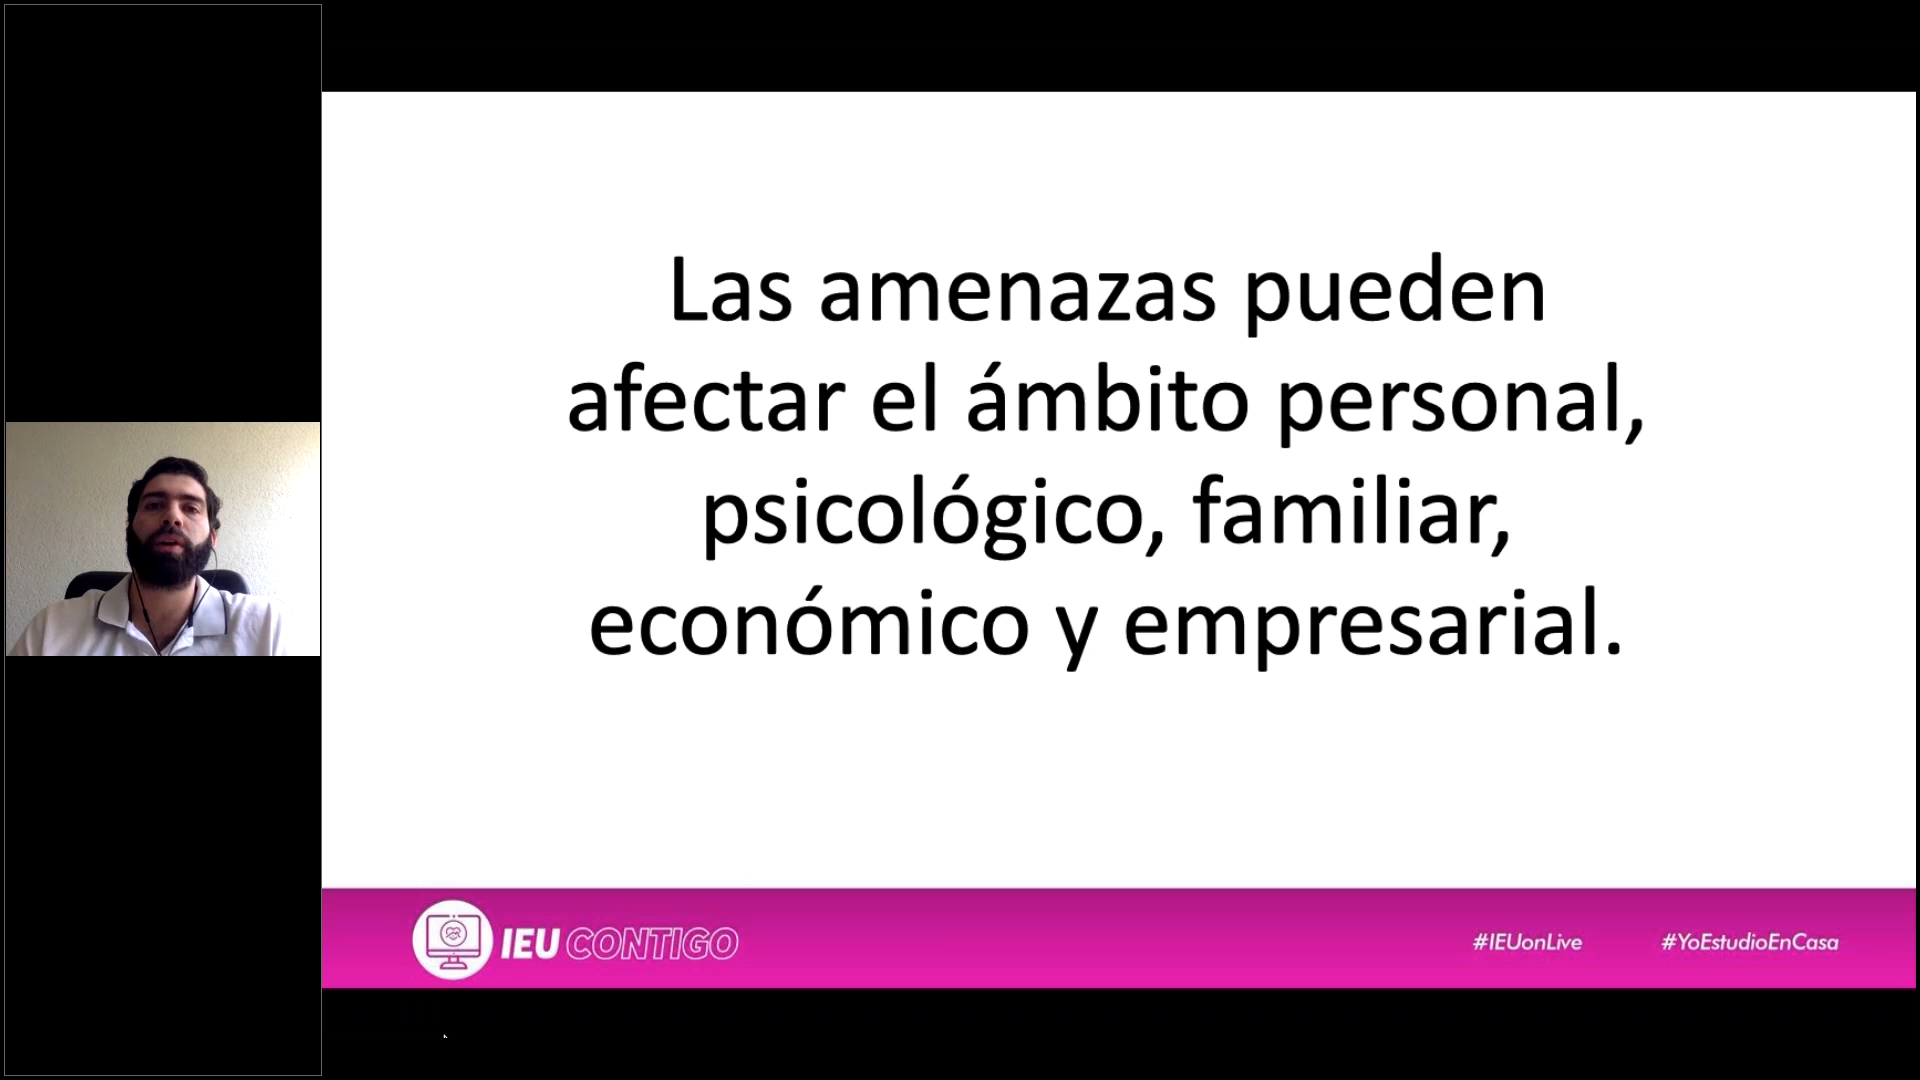 Las amenazas pueden
afectar el ámbito personal,
psicológico, familiar,
económico y empresarial.
IEU CONTIGO
#IEUonLive
#YoEstudioEnCasa